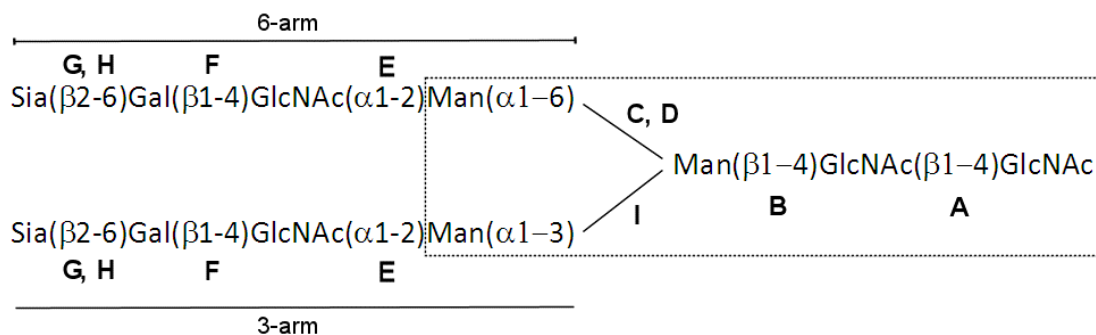 6-arm
G, H F E
Sia(β2-6)Gal(β1-4)GlcNAc(α1-2)Man(α1−6)
C, D
Man(β1−4)GlcNAc(β1−4)GlcNAc
I B A
Sia(β2-6)Gal(β1-4)GlcNAc(α1-2)Man(α1−3)
G, H F E
3-arm